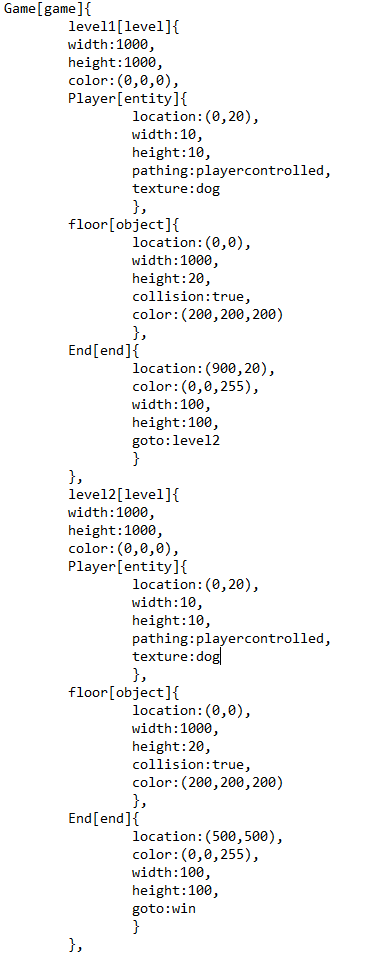 Game[game]{
level1[level]{
width:1000,
height:1000,
color:(0,0,0),
Player[entity]{
location:(0,20),
width:10,
height:10,
pathing:playercontrolled,
texture:dog
},
floor[object]{
location:(0,0),
width:1000,
height:20,
collision:true,
color:(200,200,200)
},
End[end]{
location:(900,20),
color:(0,0,255),
width:100,
height:100,
goto:level2
}
},
level2[level]{
width:1000,
height:1000,
color:(0,0,0),
Player[entity]{
location:(0,20),
width:10,
height:10,
pathing:playercontrolled,
texture:dog
},
floor[object]{
location:(0,0),
width:1000,
height:20,
collision:true,
color:(200,200,200)
},
End[end]{
location:(500,500),
color:(0,0,255),
width:100,
height:100,
goto:win
}
},